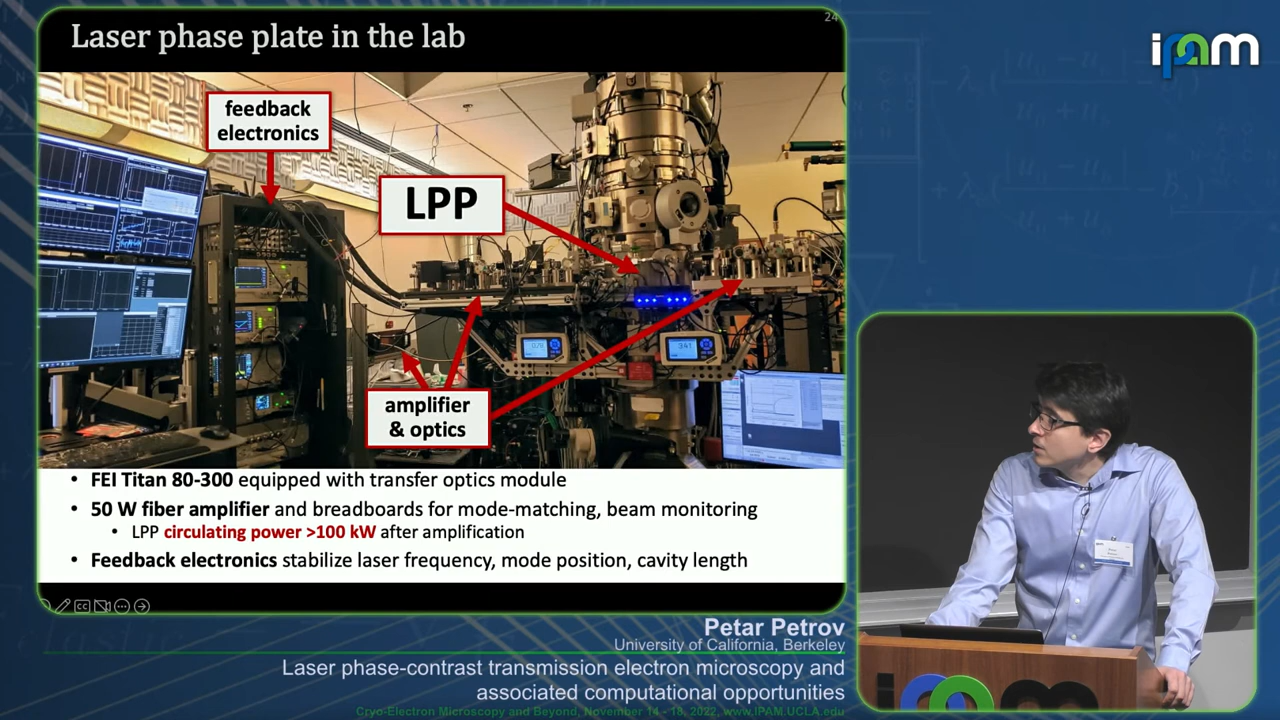 24
Laser phase plate in the lab
ipam
feedback
electronics
LPP
amplifier
& optics
• FEI Titan 80-300 equipped with transfer optics module
• 50 W fiber amplifier and breadboards for mode-matching, beam monitoring
• LPP circulating power >100 kW after amplification
• Feedback electronics stabilize laser frequency, mode position, cavity length
Petar Petrov
University of California, Berkeley
Laser phase-contrast transmission electron microscopy and
associated computational opportunities
Cryo-Electron Microscopy and Beyond, November 14 - 18, 2022, www.IPAM.UCLA.edu